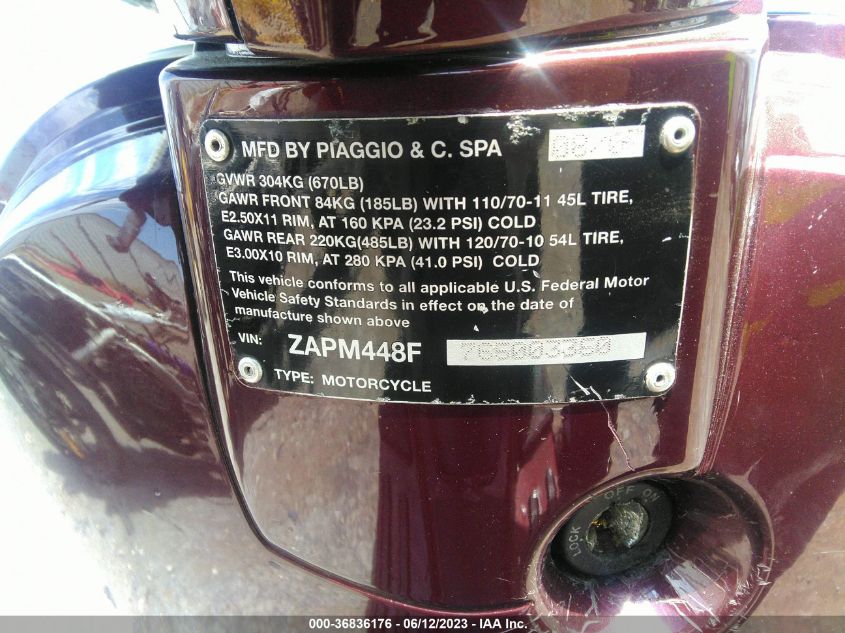 MFD BY PIAGGIO & C. SPA
GVWR 304KG (670LB)
GAWR FRONT 84KG (185LB) WITH 110/70-11 45L TIRE,
E2.50X11 RIM, AT 160 KPA (23.2 PSI) COLD
GAWR REAR 220KG(485LB) WITH 120/70-10 54L TIRE,
E3.00X10 RIM, AT 280 KPA (41.0 PSI) COLD
This vehicle conforms to all applicable U.S. Federal Motor
Vehicle Safety Standards in effect on the date of
manufacture shown above
VIN: ZAPM448F
TYPE: MOTORCYCLE
LOCK OFF ON
000-36836176 - 06/12/2023 - IAA Inc.